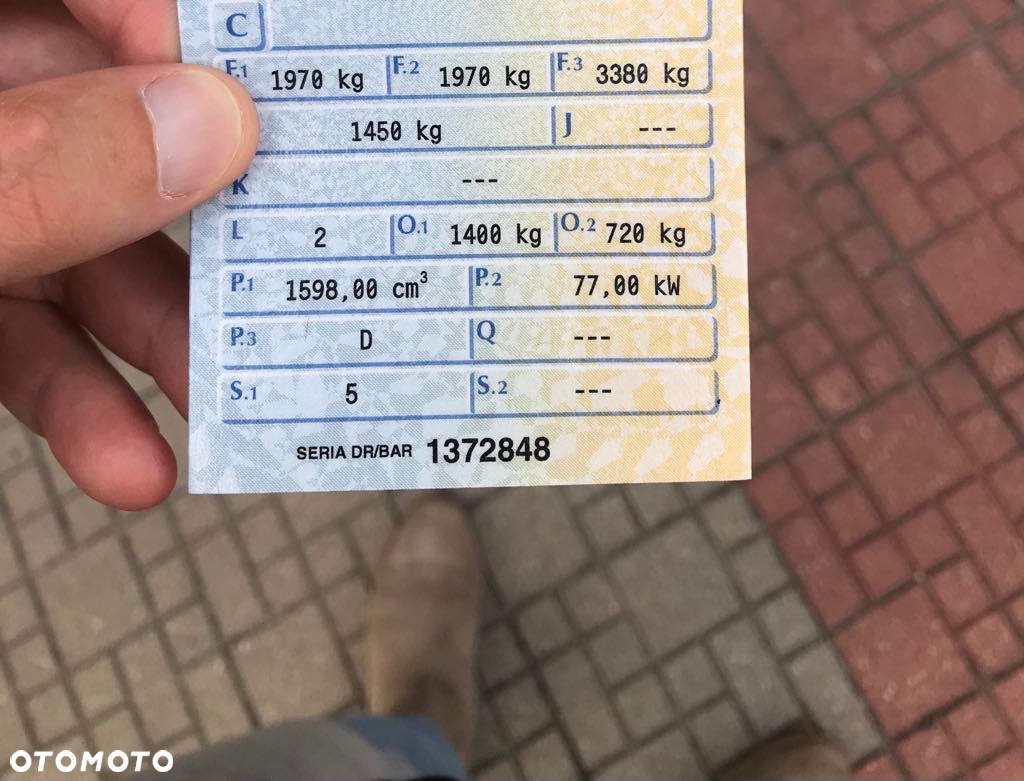 C
F.1 1970 kg F.2 1970 kg F.3 3380 kg
1450 kg J ---
K ---
L 2 O.1 1400 kg O.2 720 kg
P.1 1598,00 cm³ P.2 77,00 kW
P.3 D Q ---
S.1 5 S.2 ---
SERIA DR/BAR 1372848
OTOMOTO